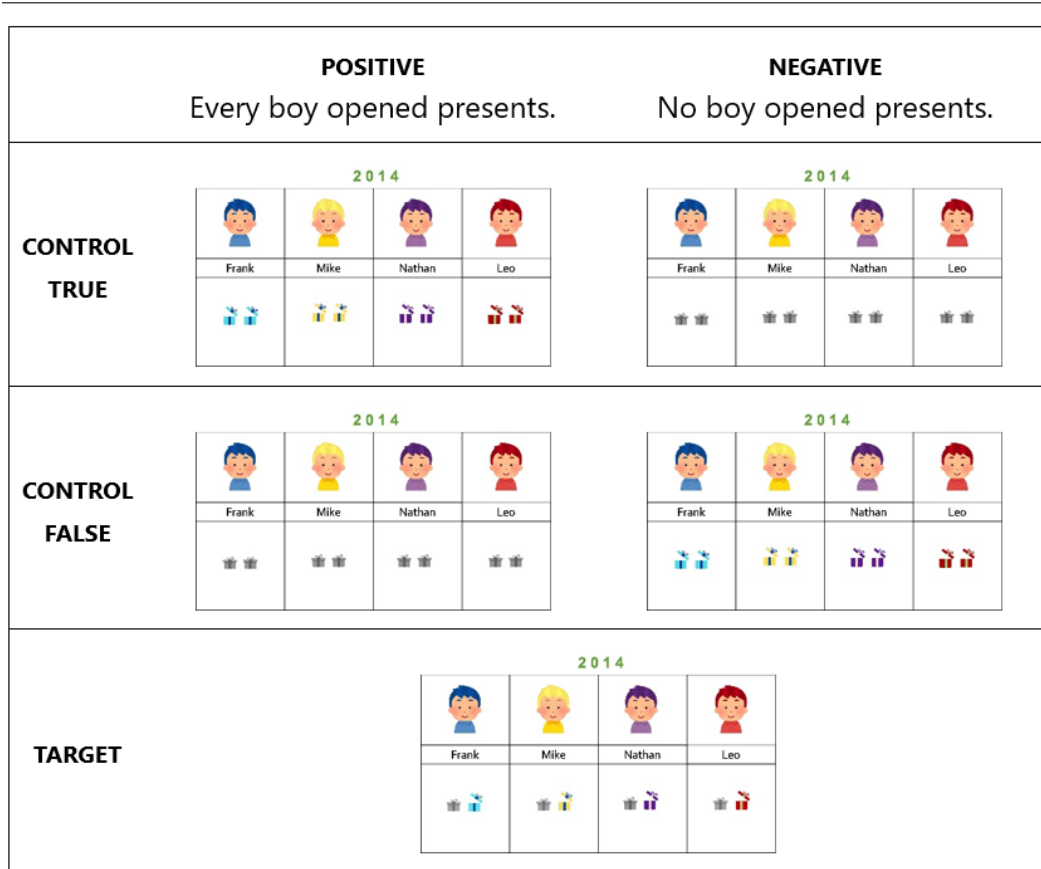 POSITIVE NEGATIVE
Every boy opened presents. No boy opened presents.
2014 2014
CONTROL TRUE
Frank Mike Nathan Leo Frank Mike Nathan Leo
2014 2014
CONTROL FALSE
Frank Mike Nathan Leo Frank Mike Nathan Leo
2014
TARGET
Frank Mike Nathan Leo